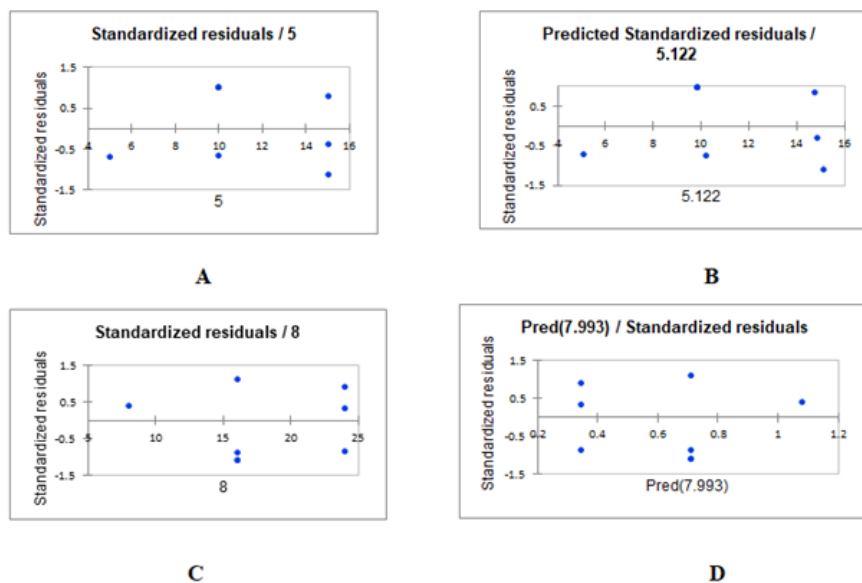 Standardized residuals / 5
Standardized residuals
1.5
0.5
-0.5
-1.5
4 6 8 10 12 14 16
5
A
Predicted Standardized residuals /
5.122
Standardized residuals
0.5
-0.5
-1.5
4 6 8 10 12 14 16
5.122
B
Standardized residuals / 8
Standardized residuals
1.5
0.5
-0.5
-1.5
5 10 15 20 25
8
C
Pred(7.993) / Standardized residuals
Standardized residuals
1.5
0.5
-0.5
-1.5
0.2 0.4 0.6 0.8 1 1.2
Pred(7.993)
D